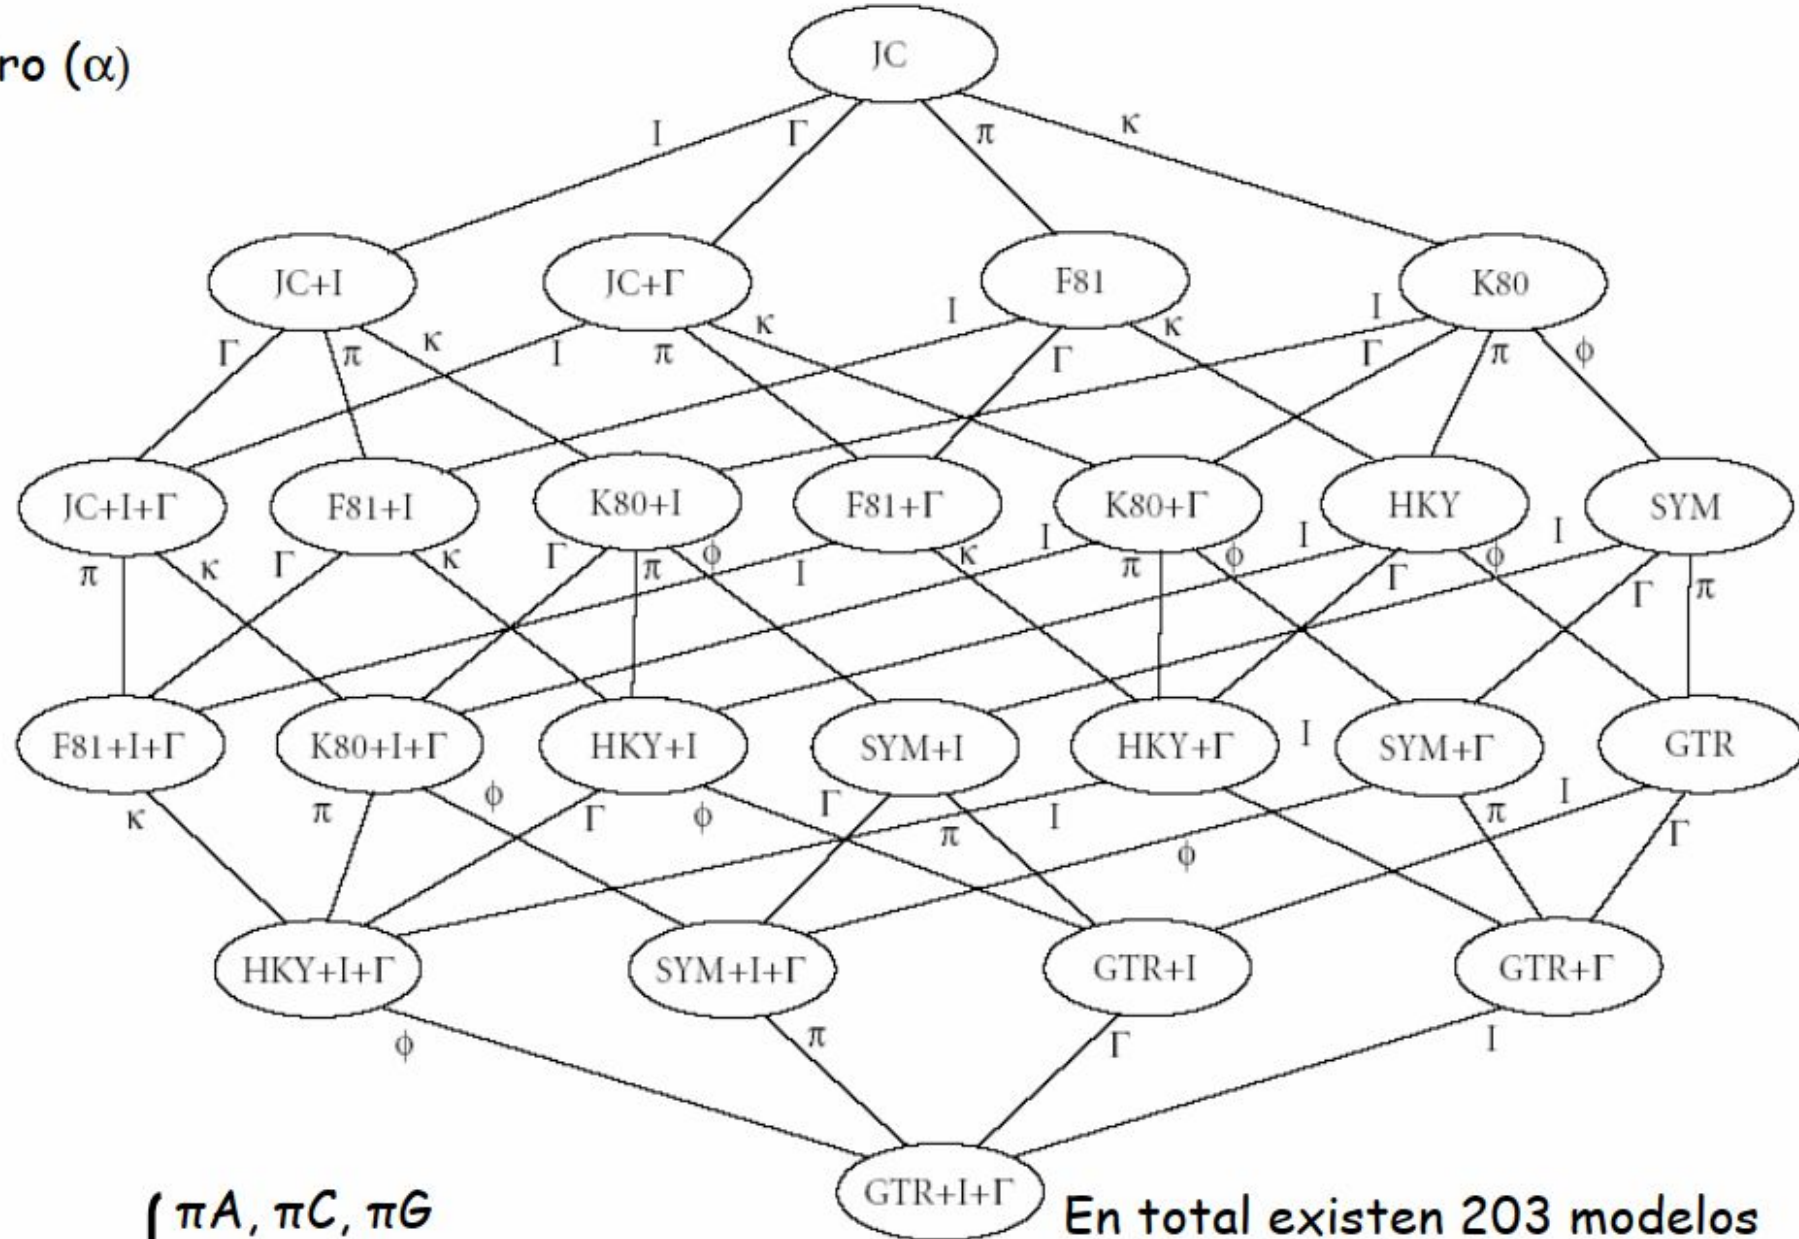 ro (α)
JC
I Γ π κ
JC+I JC+Γ F81 K80
Γ π κ I π κ I Γ κ I Γ π φ
JC+I+Γ F81+I K80+I F81+Γ K80+Γ HKY SYM
π κ Γ κ Γ π φ I κ I π φ I Γ φ I Γ π
F81+I+Γ K80+I+Γ HKY+I SYM+I HKY+Γ I SYM+Γ GTR
κ π φ Γ φ Γ π I φ π I Γ
HKY+I+Γ SYM+I+Γ GTR+I GTR+Γ
φ π Γ I
GTR+I+Γ
πA, πC, πG
En total existen 203 modelos